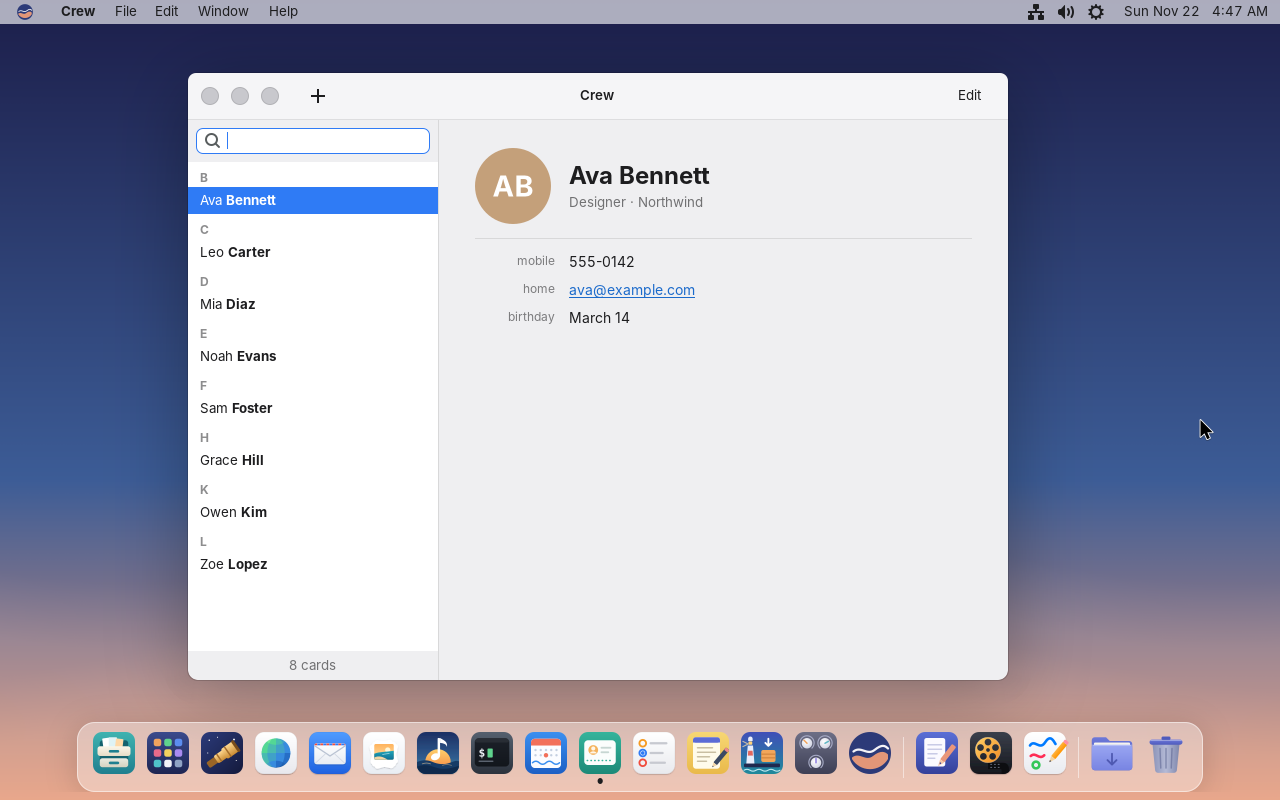 Crew File Edit Window Help Sun Nov 22 4:47 AM
Crew Edit
B
Ava Bennett
C
Leo Carter
D
Mia Diaz
E
Noah Evans
F
Sam Foster
H
Grace Hill
K
Owen Kim
L
Zoe Lopez
8 cards
AB
Ava Bennett
Designer · Northwind
mobile 555-0142
home ava@example.com
birthday March 14
$